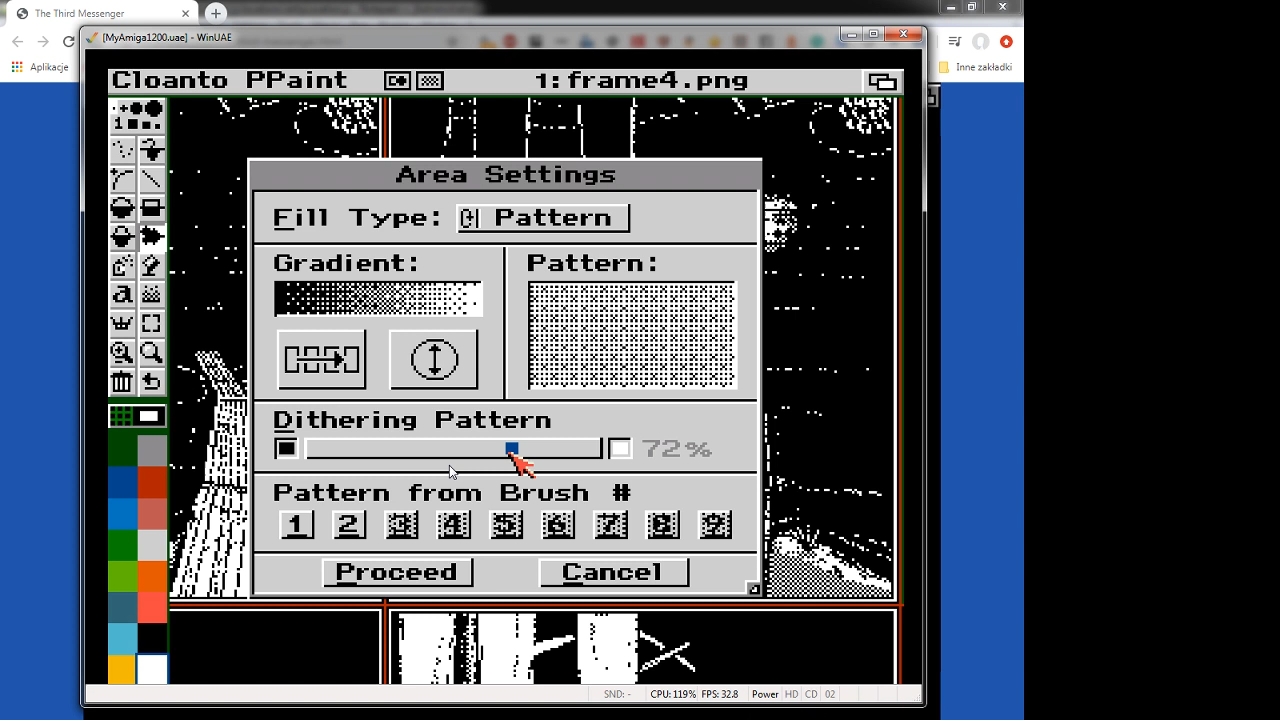 The Third Messenger
[MyAmiga1200.uae] - WinUAE
Aplikacje
Inne zakładki
Cloanto PPaint
1:frame4.png
Area Settings
Fill Type: Pattern
Gradient:
Pattern:
Dithering Pattern
72%
Pattern from Brush #
1 2 3 4 5 6 7 8 9
Proceed
Cancel
SND: - CPU: 119% FPS: 32.8 Power HD CD 02